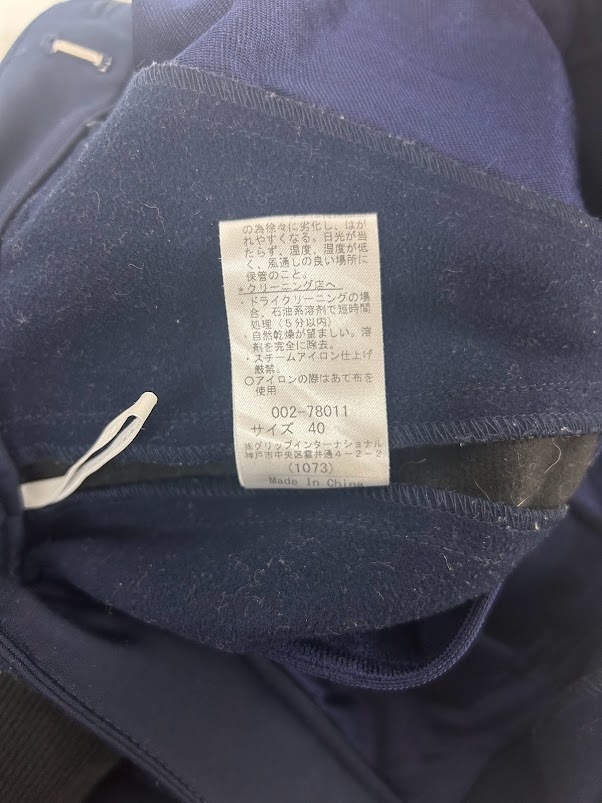 の為徐々に劣化し、はが
れやすくなる。日光が当
たらず、温度、湿度が低
く、風通しの良い場所に
保管のこと。
*クリーニング店へ
・ドライクリーニングの場
合、石油系溶剤で短時間
処理(5分以内)
自然乾燥が望ましい。溶
剤を完全に除去。
・スチームアイロン仕上げ
厳禁。
○アイロンの際はあて布を
使用
002-78011
サイズ 40
㈱グリップインターナショナル
神戸市中央区雲井通4-2-2
(1073)
Made In China